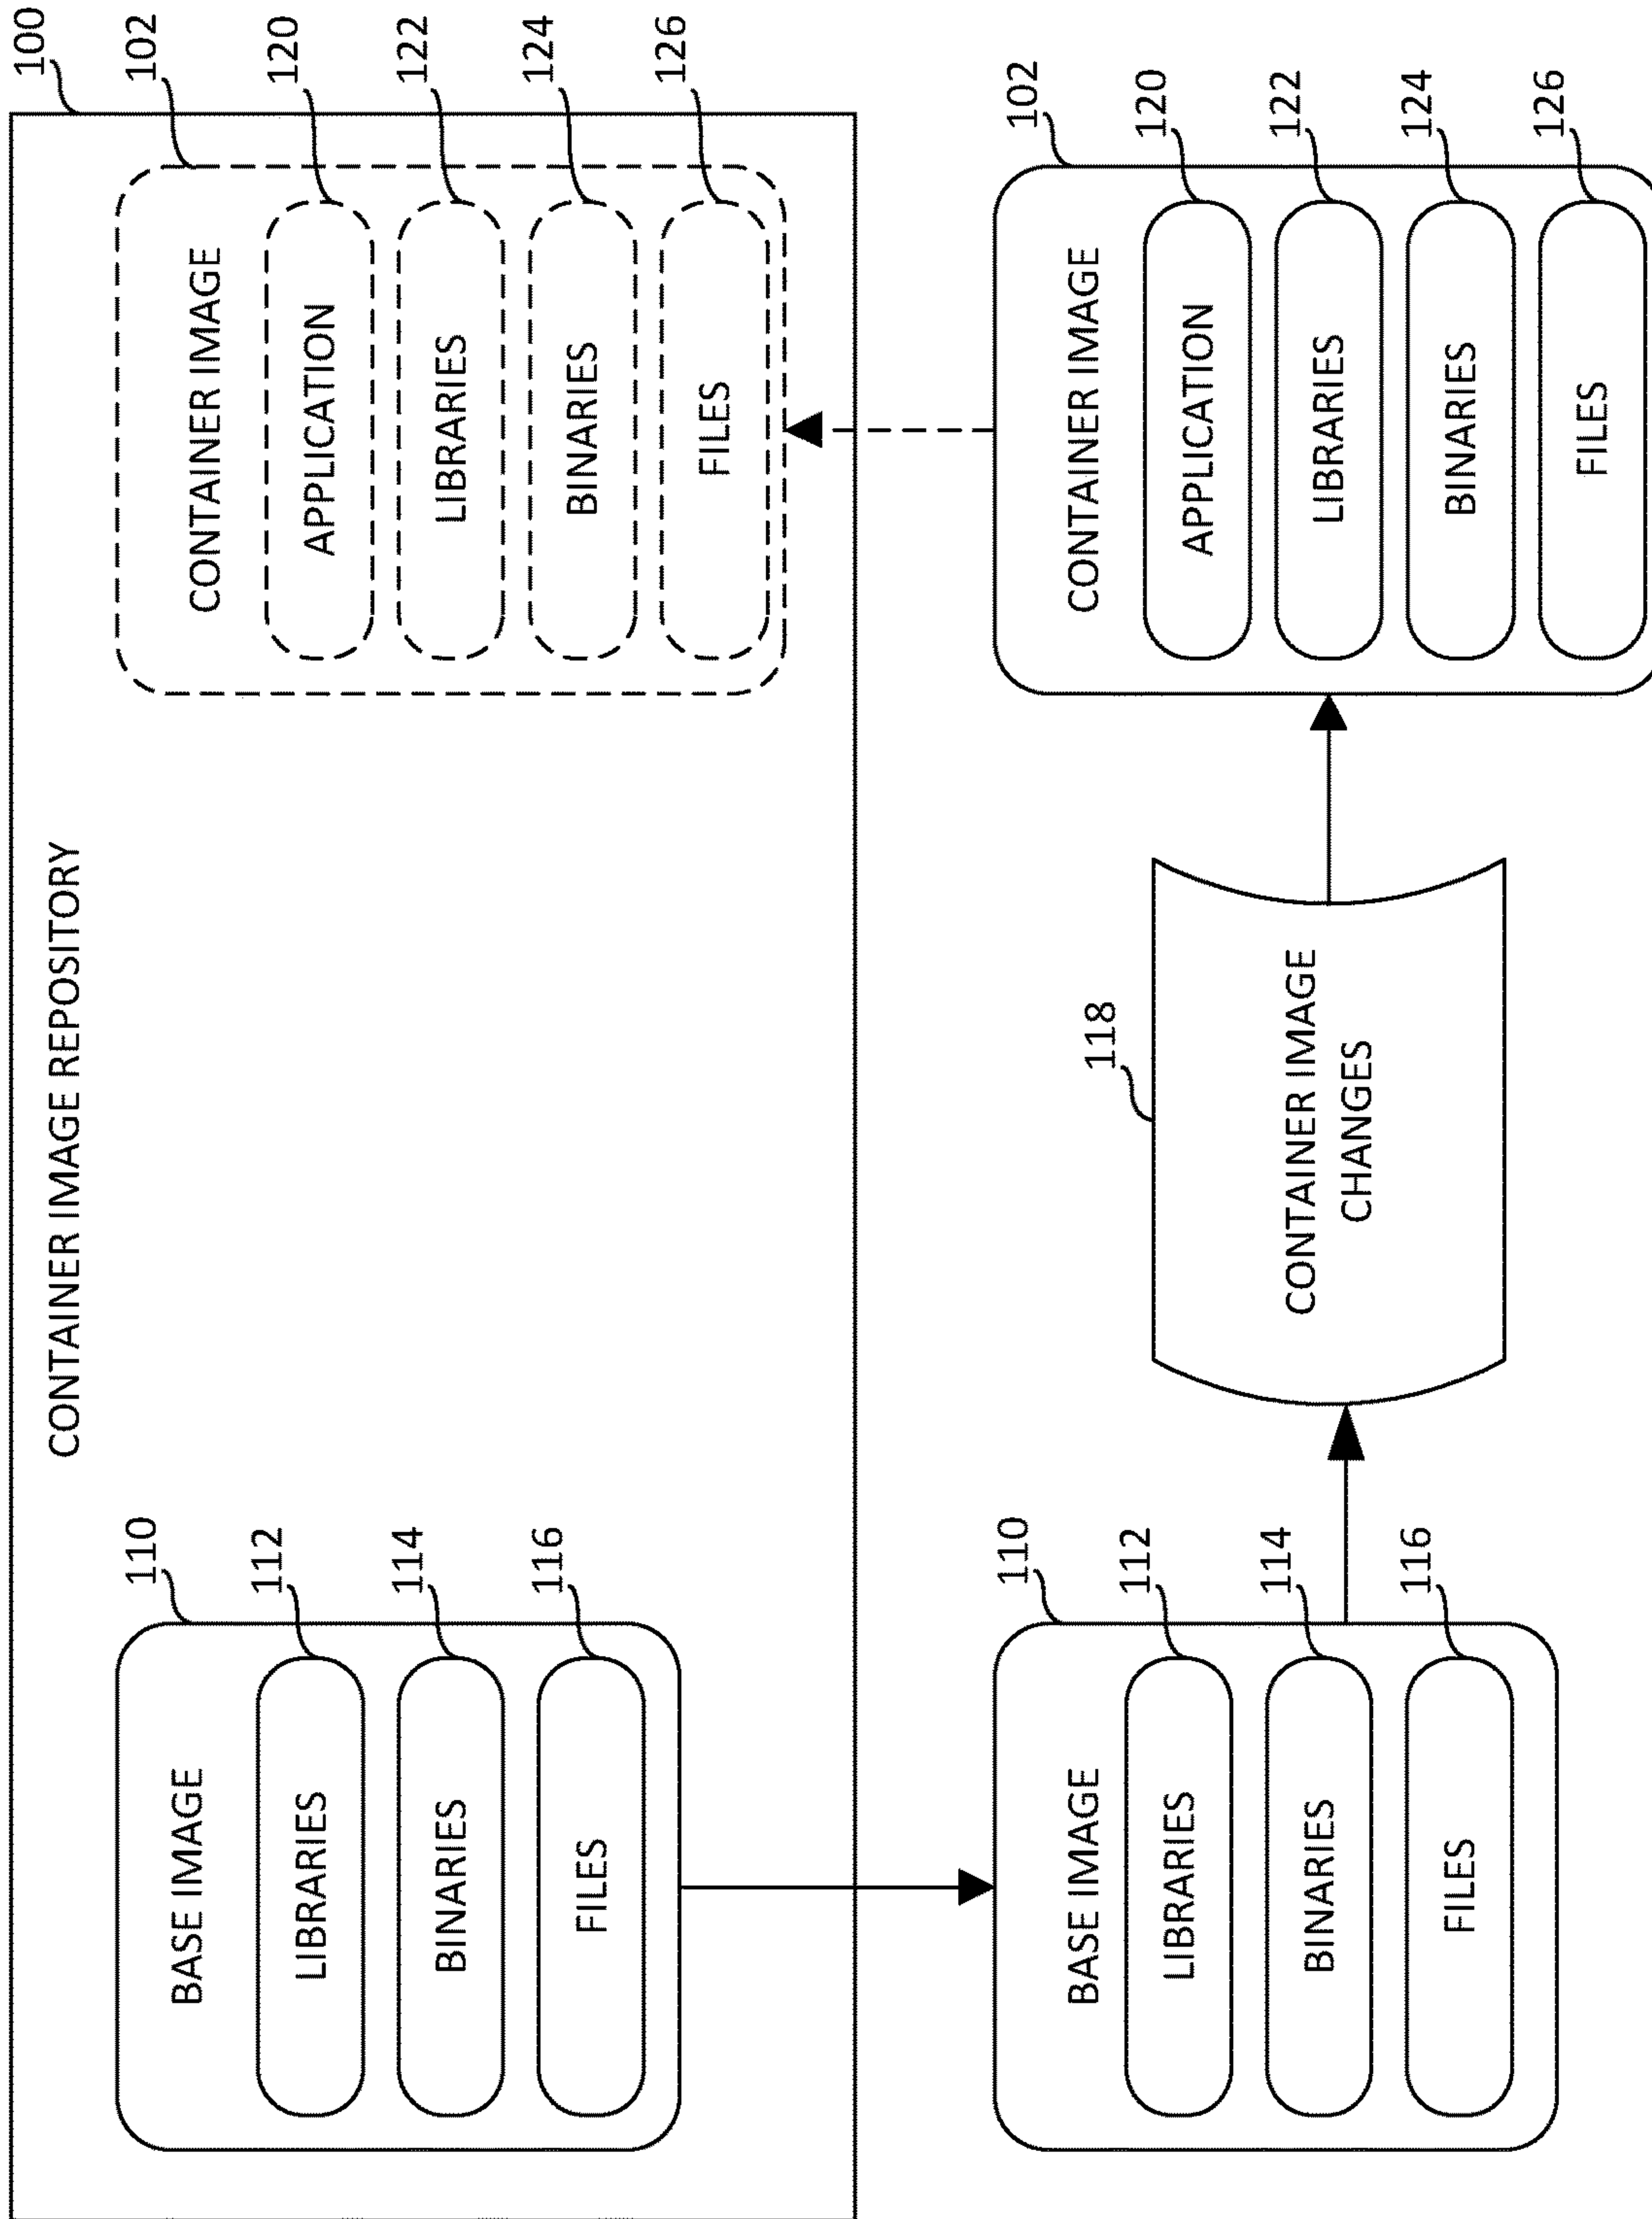 CONTAINER IMAGE REPOSITORY
100
BASE IMAGE
110
LIBRARIES
112
BINARIES
114
FILES
116
CONTAINER IMAGE
102
APPLICATION
120
LIBRARIES
122
BINARIES
124
FILES
126
BASE IMAGE
110
LIBRARIES
112
BINARIES
114
FILES
116
118
CONTAINER IMAGE
CHANGES
CONTAINER IMAGE
102
APPLICATION
120
LIBRARIES
122
BINARIES
124
FILES
126